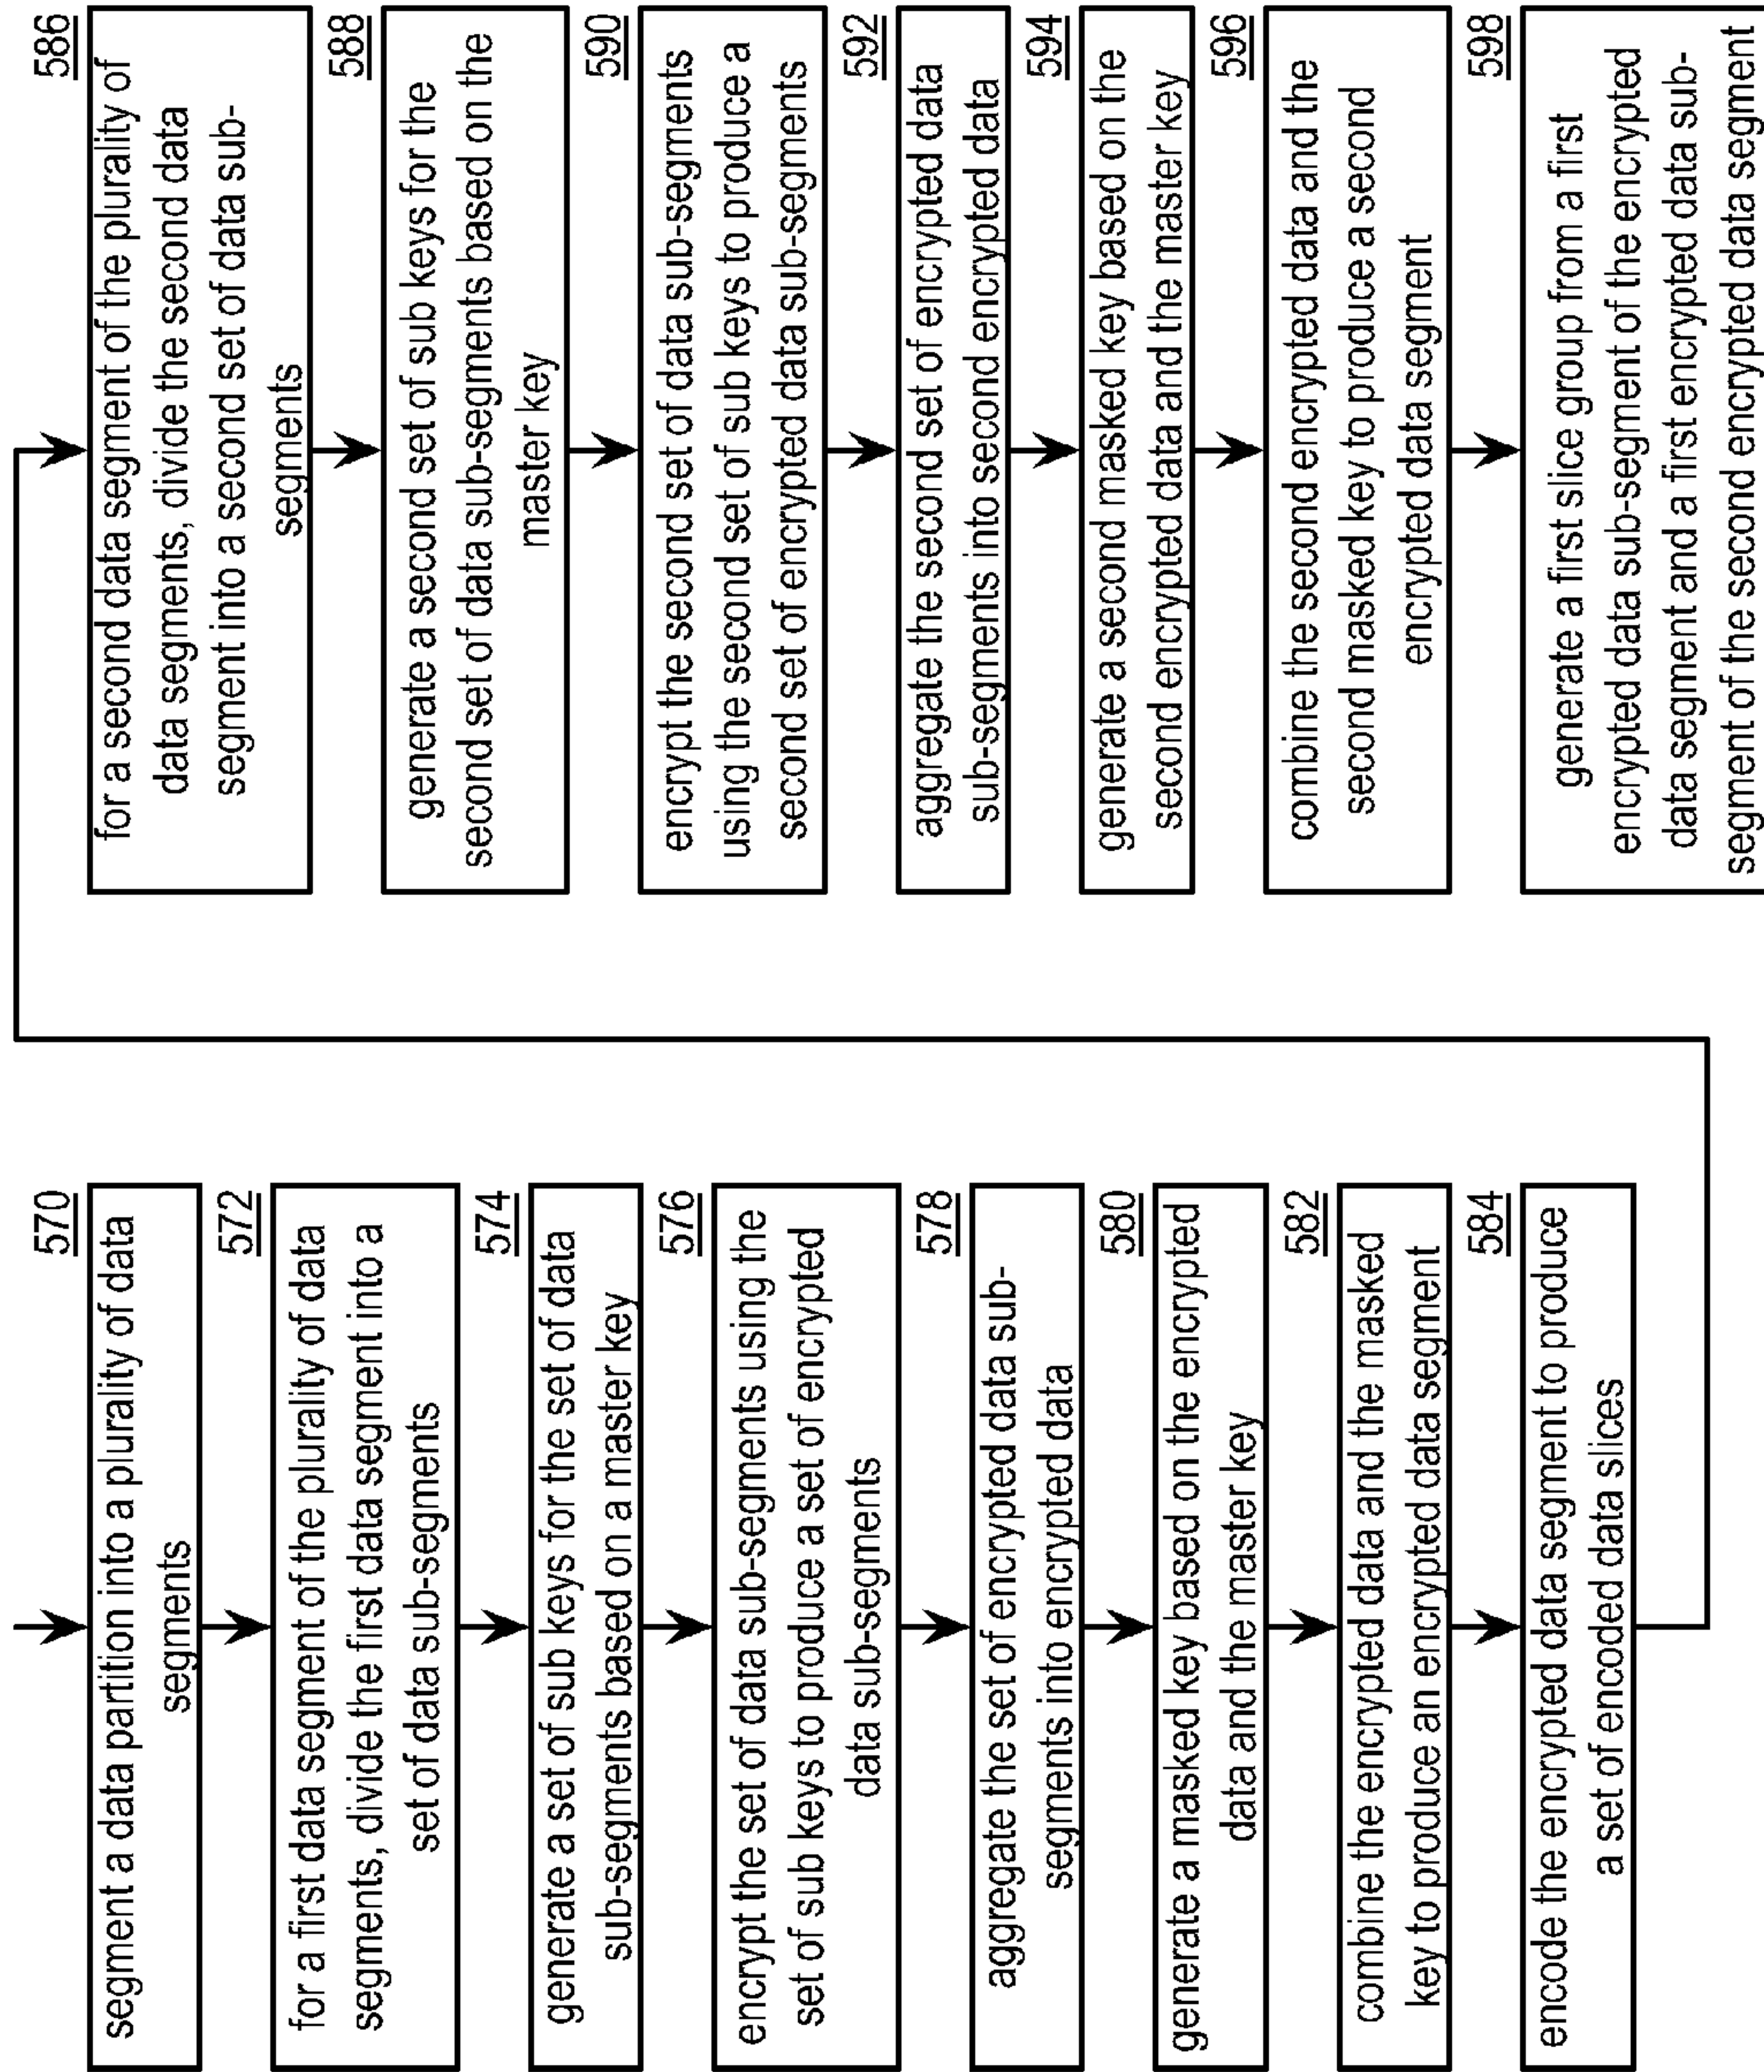 570
segment a data partition into a plurality of data
segments
572
for a first data segment of the plurality of data
segments, divide the first data segment into a
set of data sub-segments
574
generate a set of sub keys for the set of data
sub-segments based on a master key
576
encrypt the set of data sub-segments using the
set of sub keys to produce a set of encrypted
data sub-segments
578
aggregate the set of encrypted data sub-
segments into encrypted data
580
generate a masked key based on the encrypted
data and the master key
582
combine the encrypted data and the masked
key to produce an encrypted data segment
584
encode the encrypted data segment to produce
a set of encoded data slices
586
for a second data segment of the plurality of
data segments, divide the second data
segment into a second set of data sub-
segments
588
generate a second set of sub keys for the
second set of data sub-segments based on the
master key
590
encrypt the second set of data sub-segments
using the second set of sub keys to produce a
second set of encrypted data sub-segments
592
aggregate the second set of encrypted data
sub-segments into second encrypted data
594
generate a second masked key based on the
second encrypted data and the master key
596
combine the second encrypted data and the
second masked key to produce a second
encrypted data segment
598
generate a first slice group from a first
encrypted data sub-segment of the encrypted
data segment and a first encrypted data sub-
segment of the second encrypted data segment